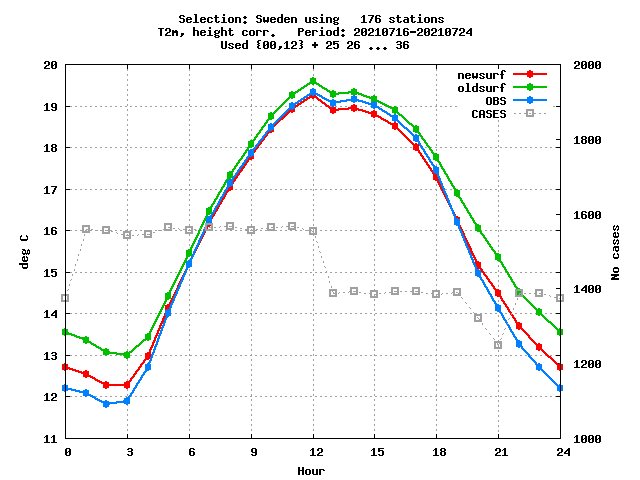 Selection: Sweden using   176 stations
T2m, height corr.   Period: 20210716-20210724
Used {00,12} + 25 26 ... 36
newsurf
oldsurf
OBS
CASES
20
19
18
17
16
15
14
13
12
11
deg C
2000
1800
1600
1400
1200
1000
No cases
0 3 6 9 12 15 18 21 24
Hour